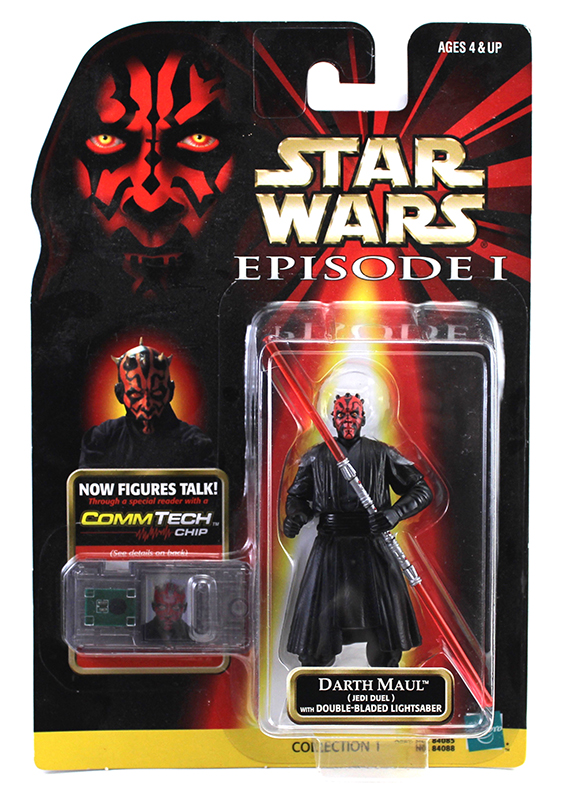 AGES 4 & UP
STAR
WARS®
EPISODE I
NOW FIGURES TALK!
Through a special reader with a
COMMTECH™
CHIP
(See details on back)
DARTH MAUL™
(JEDI DUEL)
WITH DOUBLE-BLADED LIGHTSABER
COLLECTION 1
84085
84088